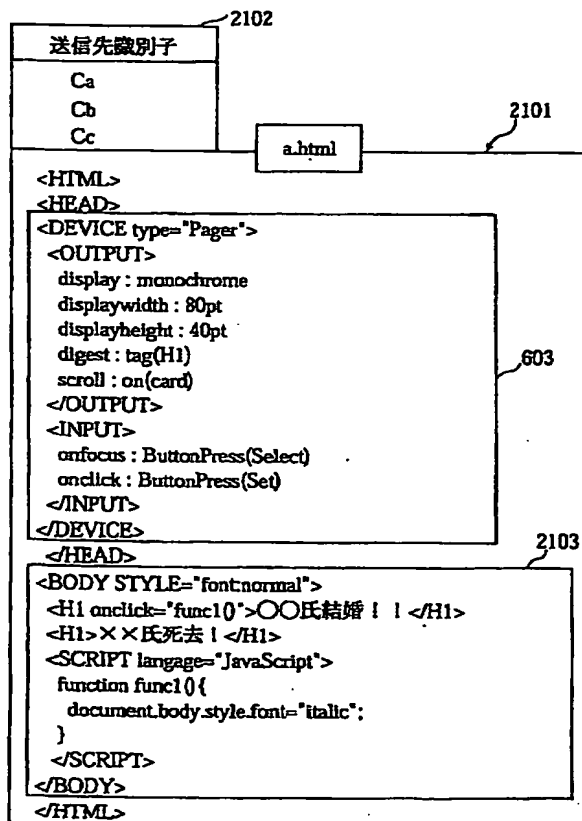 2102
送信先識別子
Ca
Cb
Cc
a.html
2101
<HTML>
<HEAD>
<DEVICE type="Pager">
<OUTPUT>
display : monochrome
displaywidth : 80pt
displayheight : 40pt
digest : tag(H1)
scroll : on(card)
</OUTPUT>
<INPUT>
onfocus : ButtonPress(Select)
onclick : ButtonPress(Set)
</INPUT>
</DEVICE>
603
</HEAD>
2103
<BODY STYLE="font:normal">
<H1 onclick="func1()">〇〇氏結婚！！</H1>
<H1>××氏死去！</H1>
<SCRIPT langage="JavaScript">
function func1(){
document.body.style.font="italic";
}
</SCRIPT>
</BODY>
</HTML>